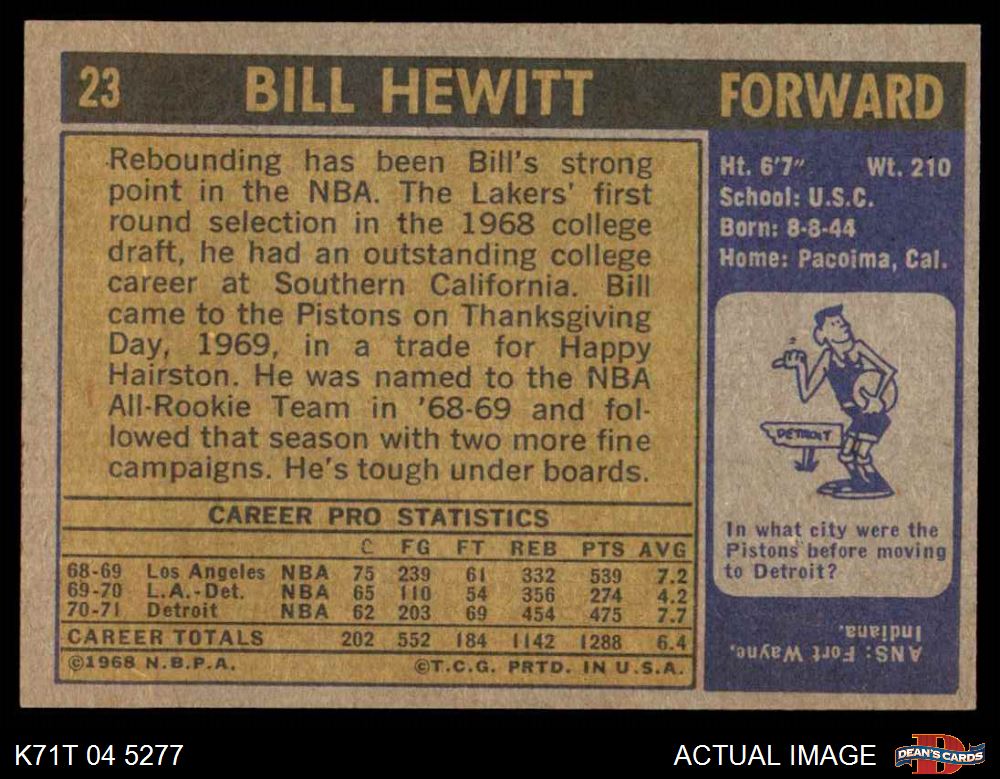 23 BILL HEWITT FORWARD
Rebounding has been Bill's strong
point in the NBA. The Lakers' first
round selection in the 1968 college
draft, he had an outstanding college
career at Southern California. Bill
came to the Pistons on Thanksgiving
Day, 1969, in a trade for Happy
Hairston. He was named to the NBA
All-Rookie Team in '68-69 and fol-
lowed that season with two more fine
campaigns. He's tough under boards.
Ht. 6'7" Wt. 210
School: U.S.C.
Born: 8-8-44
Home: Pacoima, Cal.
DETROIT
In what city were the
Pistons before moving
to Detroit?
ANS: Fort Wayne,
Indiana.
CAREER PRO STATISTICS
G FG FT REB PTS AVG
68-69 Los Angeles NBA 75 239 61 332 539 7.2
69-70 L.A.-Det. NBA 65 110 54 356 274 4.2
70-71 Detroit NBA 62 203 69 454 475 7.7
CAREER TOTALS 202 552 184 1142 1288 6.4
©1968 N.B.P.A. ©T.C.G. PRTD. IN U.S.A.
K71T 04 5277 ACTUAL IMAGE D DEAN'S CARDS